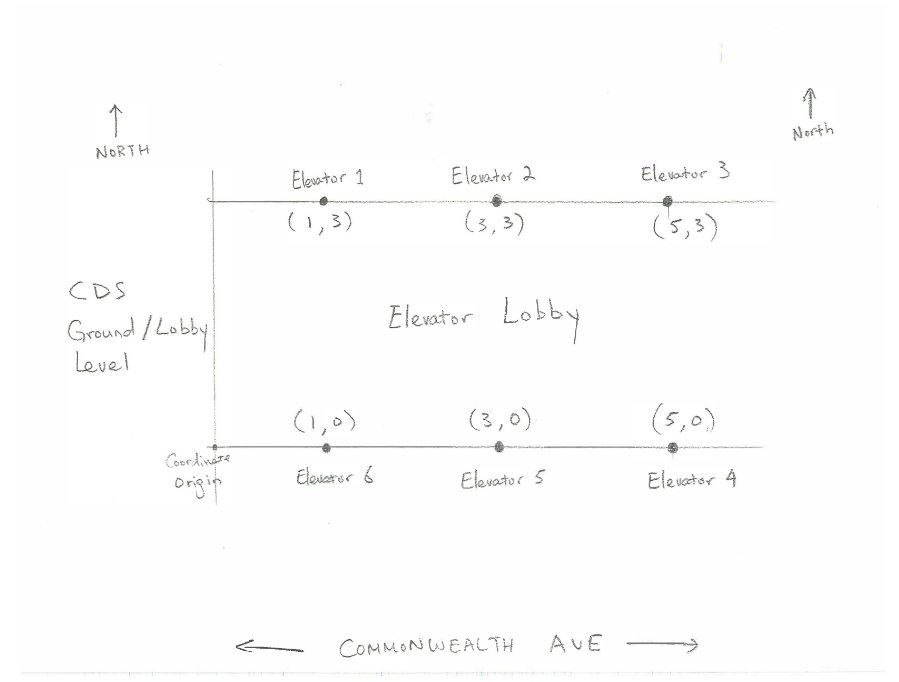 NORTH
North
Elevator 1
Elevator 2
Elevator 3
(1,3)
(3,3)
(5,3)
CDS
Ground/Lobby
Level
Elevator Lobby
(1,0)
(3,0)
(5,0)
Coordinate
Origin
Elevator 6
Elevator 5
Elevator 4
COMMONWEALTH AVE